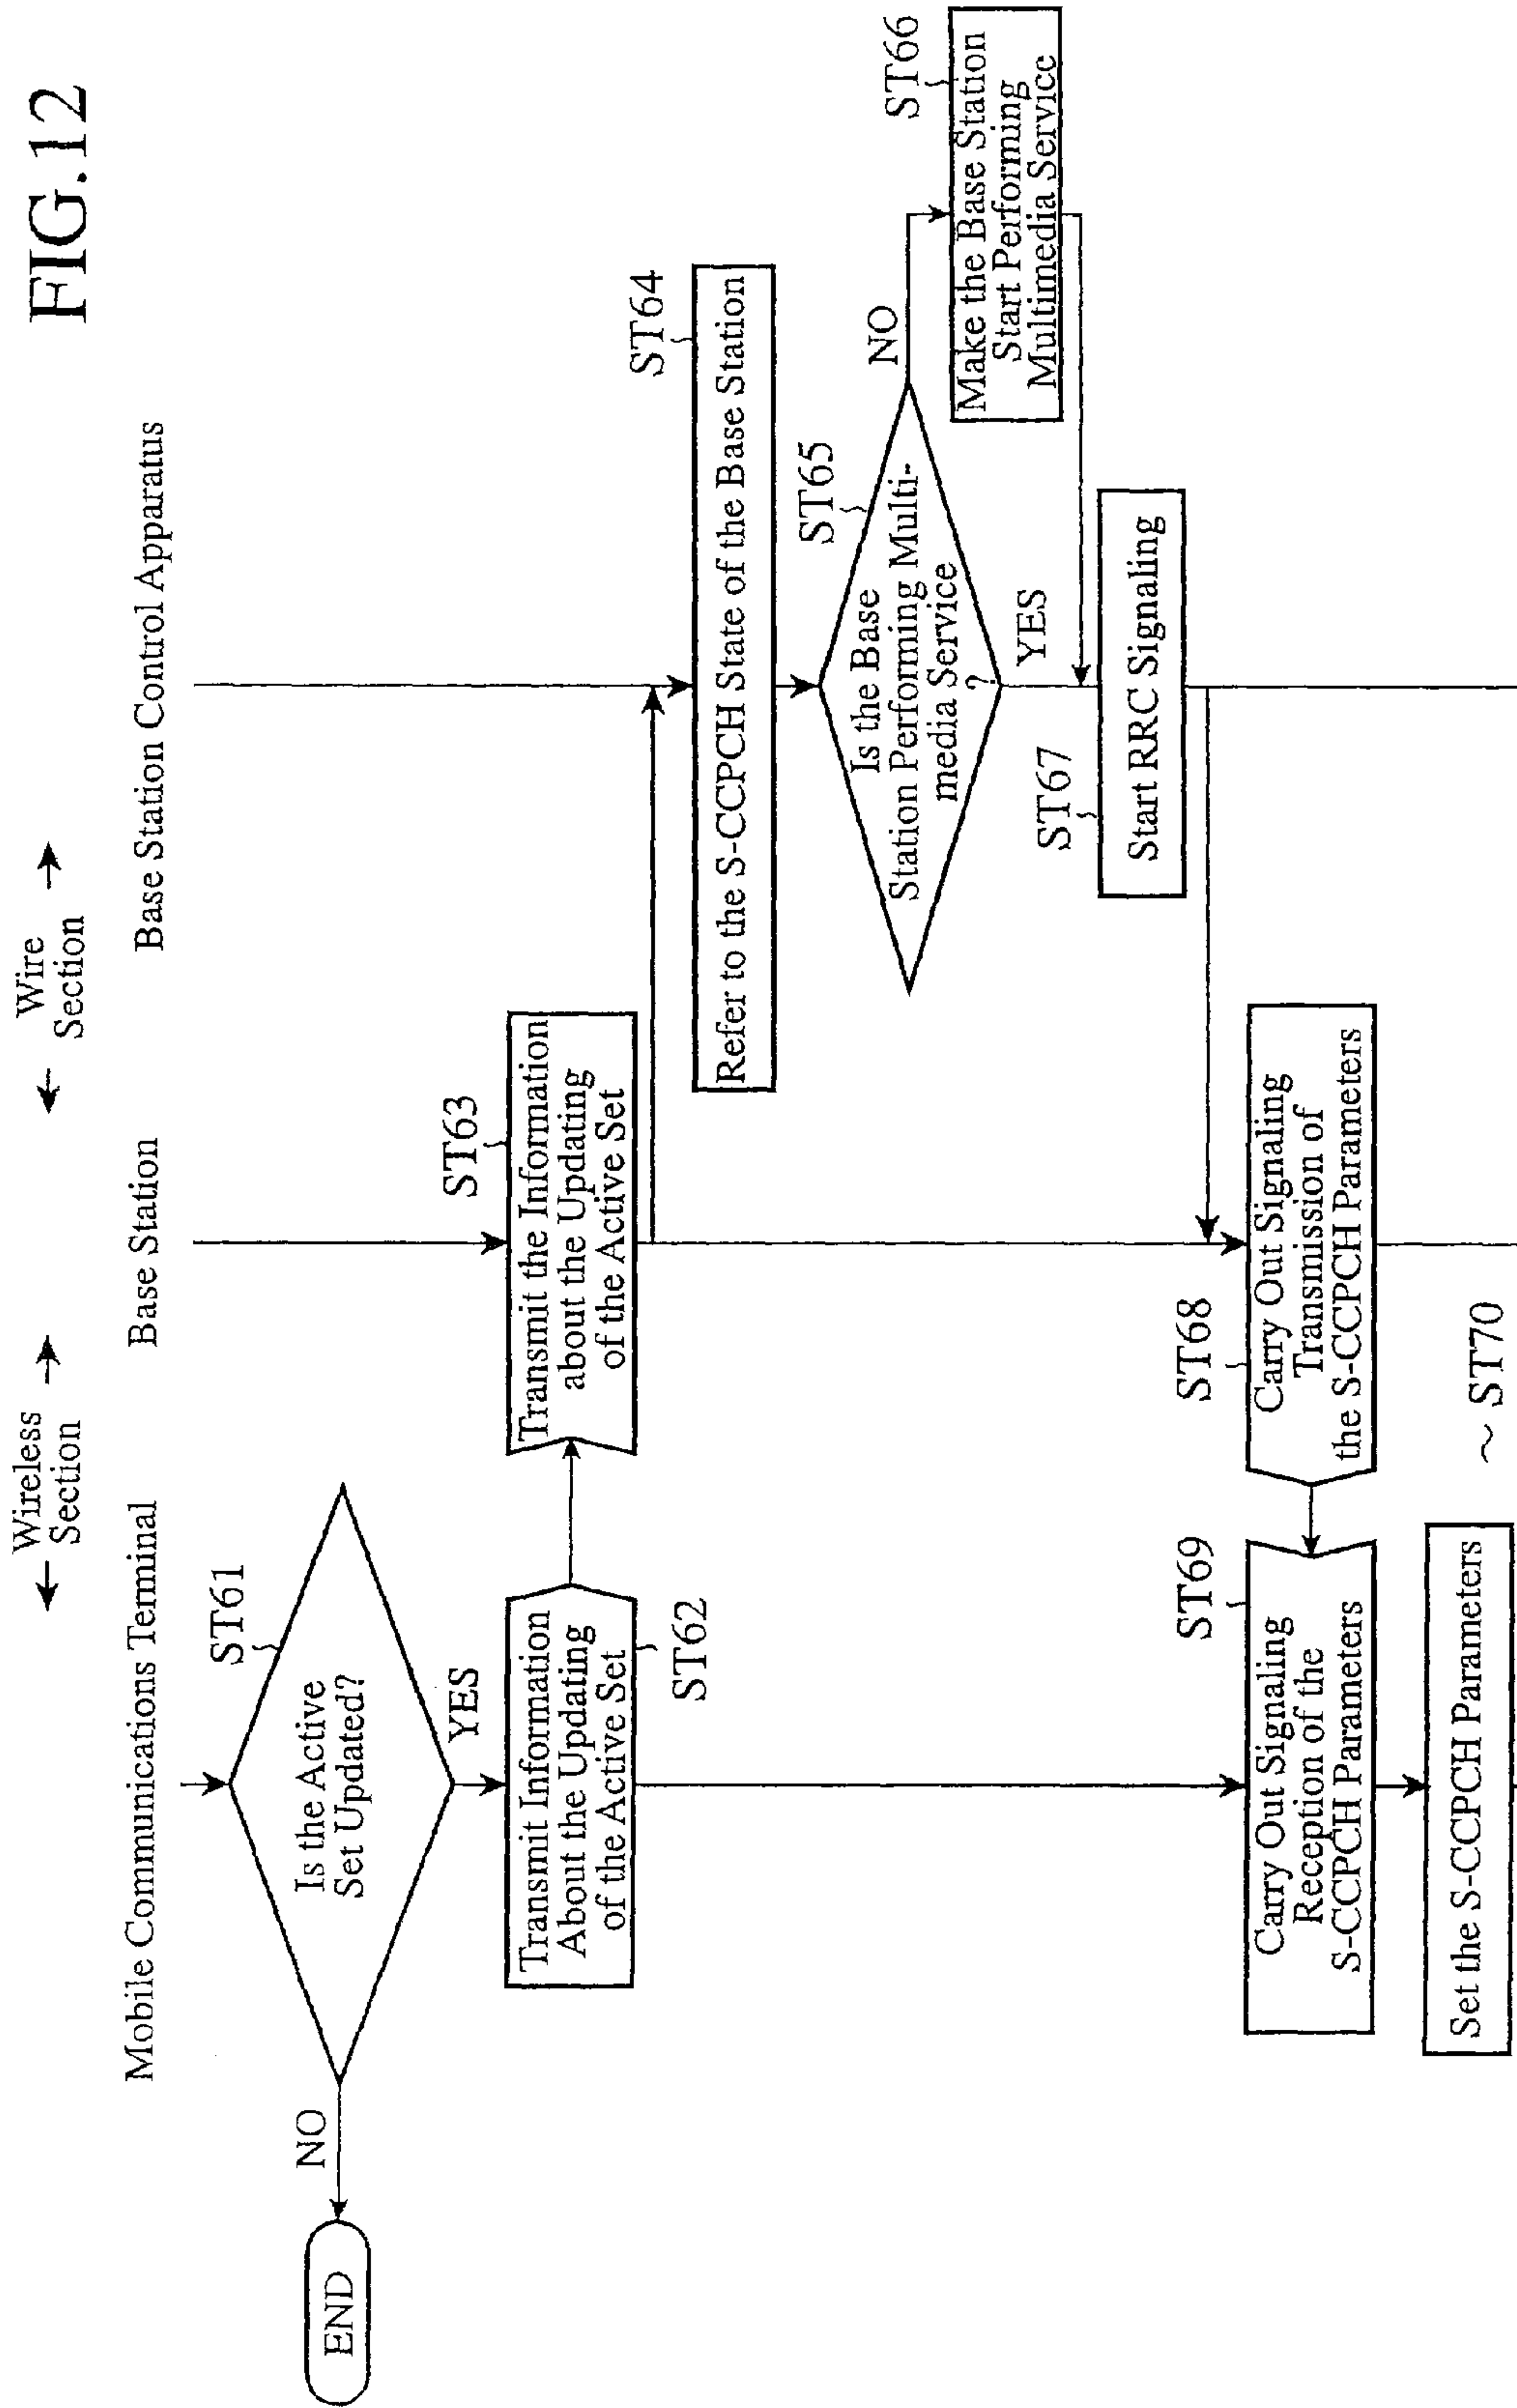 FIG.12
Wireless
Section
Wire
Section
Mobile Communications Terminal
Base Station
Base Station Control Apparatus
ST61
Is the Active
Set Updated?
NO
END
YES
Transmit Information
About the Updating
of the Active Set
ST62
ST63
Transmit the Information
about the Updating
of the Active Set
ST64
Refer to the S-CCPCH State of the Base Station
ST65
Is the Base
Station Performing Multi-
media Service
?
NO
ST66
Make the Base Station
Start Performing
Multimedia Service
YES
ST67
Start RRC Signaling
ST68
Carry Out Signaling
Transmission of
the S-CCPCH Parameters
ST69
Carry Out Signaling
Reception of the
S-CCPCH Parameters
Set the S-CCPCH Parameters
~ ST70